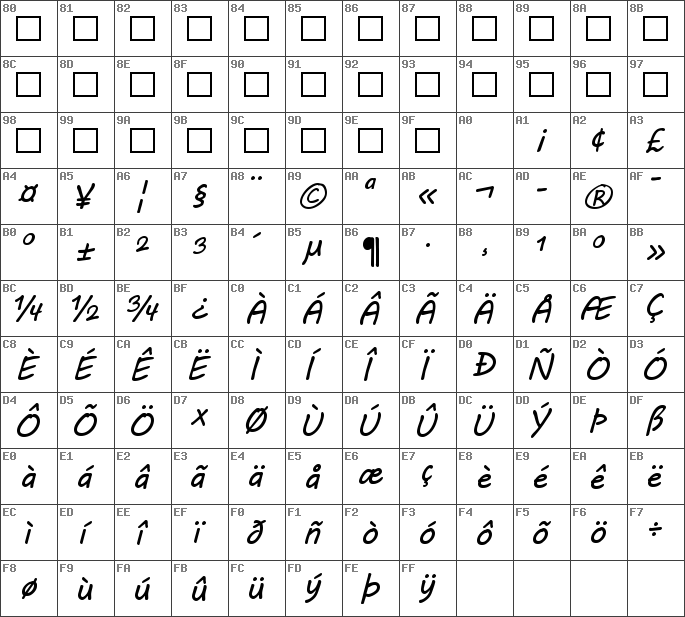 80 81 82 83 84 85 86 87 88 89 8A 8B
□ □ □ □ □ □ □ □ □ □ □ □
8C 8D 8E 8F 90 91 92 93 94 95 96 97
□ □ □ □ □ □ □ □ □ □ □ □
98 99 9A 9B 9C 9D 9E 9F A0 A1 A2 A3
□ □ □ □ □ □ □ □ ¡ ¢ £
A4 A5 A6 A7 A8 A9 AA AB AC AD AE AF
¤ ¥ ¦ § ¨ © ª « ¬ - ® ¯
B0 B1 B2 B3 B4 B5 B6 B7 B8 B9 BA BB
° ± ² ³ ´ µ ¶ · ¸ ¹ º »
BC BD BE BF C0 C1 C2 C3 C4 C5 C6 C7
¼ ½ ¾ ¿ À Á Â Ã Ä Å Æ Ç
C8 C9 CA CB CC CD CE CF D0 D1 D2 D3
È É Ê Ë Ì Í Î Ï Ð Ñ Ò Ó
D4 D5 D6 D7 D8 D9 DA DB DC DD DE DF
Ô Õ Ö × Ø Ù Ú Û Ü Ý Þ ß
E0 E1 E2 E3 E4 E5 E6 E7 E8 E9 EA EB
à á â ã ä å æ ç è é ê ë
EC ED EE EF F0 F1 F2 F3 F4 F5 F6 F7
ì í î ï ð ñ ò ó ô õ ö ÷
F8 F9 FA FB FC FD FE FF
ø ù ú û ü ý þ ÿ